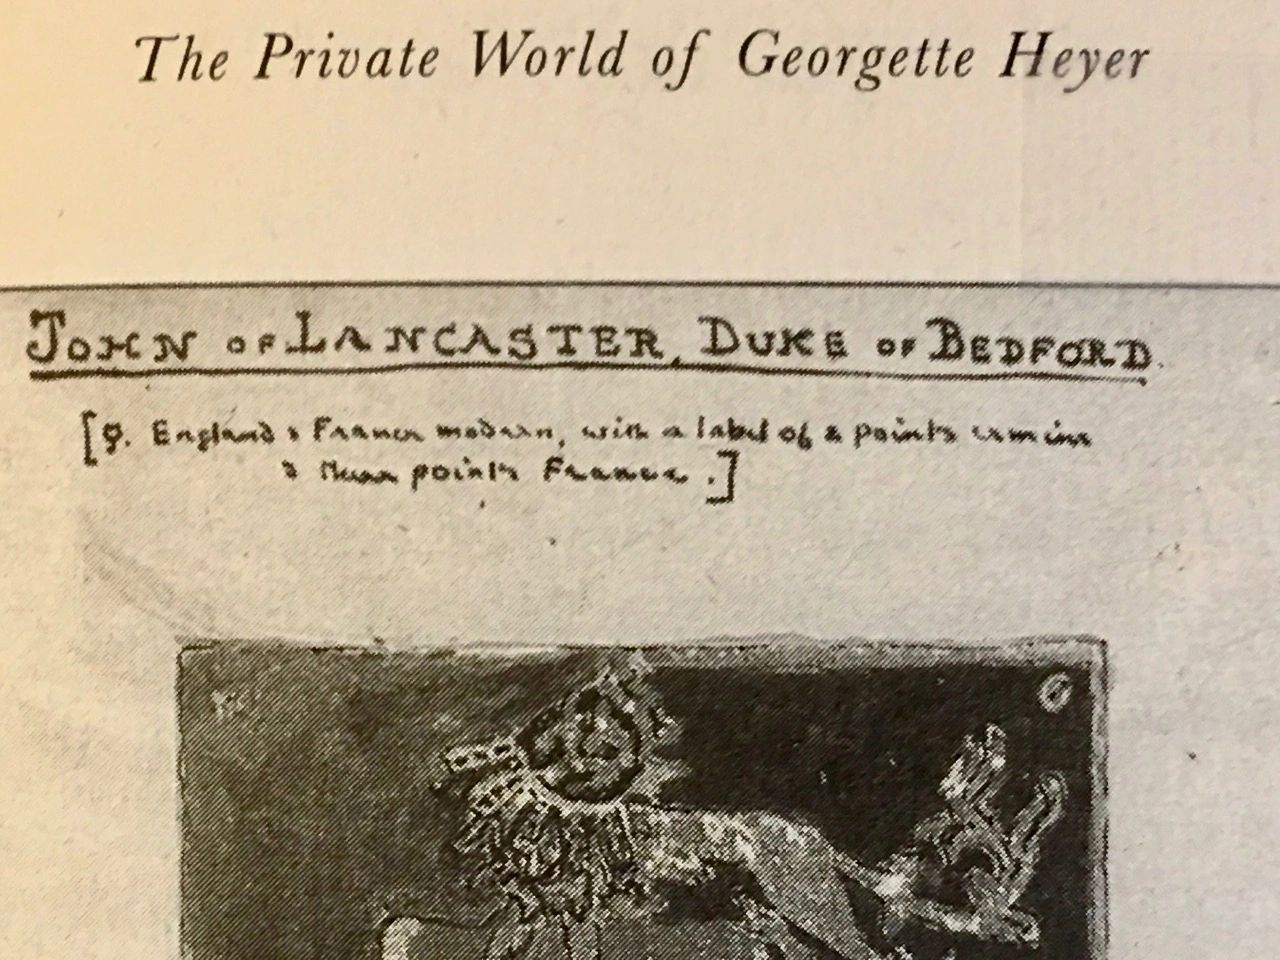 The Private World of Georgette Heyer
JOHN OF LANCASTER, DUKE OF BEDFORD.
[Q. England & France modern, with a label of 2 points ermine
& three points France.]
G